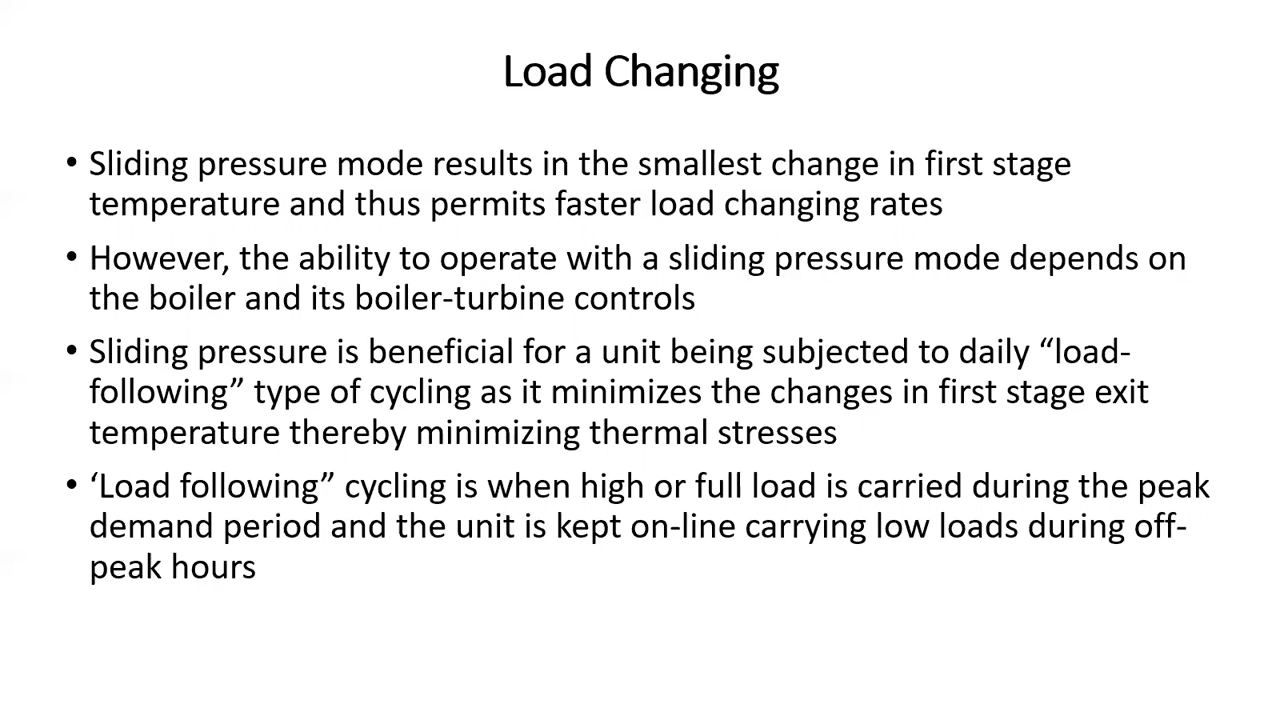 Load Changing
• Sliding pressure mode results in the smallest change in first stage
temperature and thus permits faster load changing rates
• However, the ability to operate with a sliding pressure mode depends on
the boiler and its boiler-turbine controls
• Sliding pressure is beneficial for a unit being subjected to daily “load-
following” type of cycling as it minimizes the changes in first stage exit
temperature thereby minimizing thermal stresses
• ‘Load following” cycling is when high or full load is carried during the peak
demand period and the unit is kept on-line carrying low loads during off-
peak hours